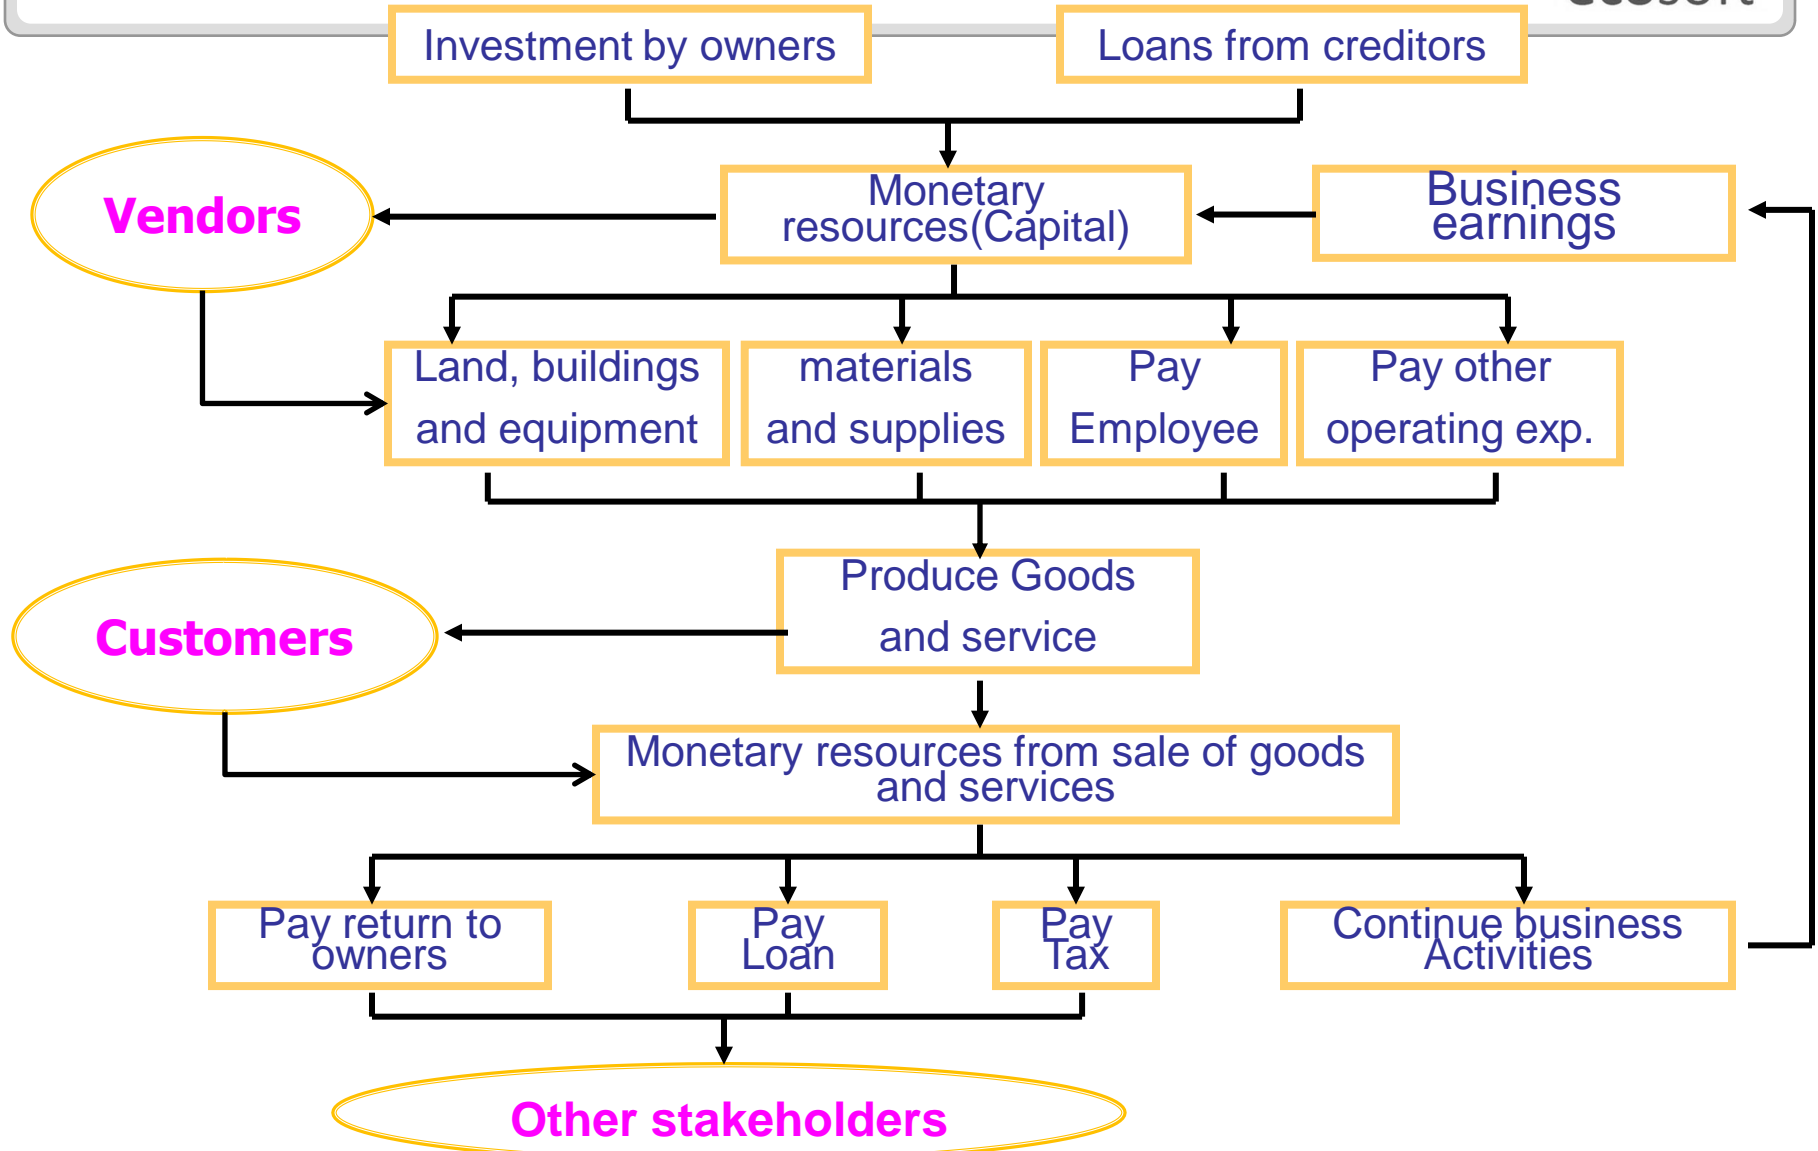 Investment by owners
Loans from creditors
Vendors
Monetary
resources(Capital)
Business
earnings
Land, buildings
and equipment
materials
and supplies
Pay
Employee
Pay other
operating exp.
Produce Goods
and service
Customers
Monetary resources from sale of goods
and services
Pay return to
owners
Pay
Loan
Pay
Tax
Continue business
Activities
Other stakeholders